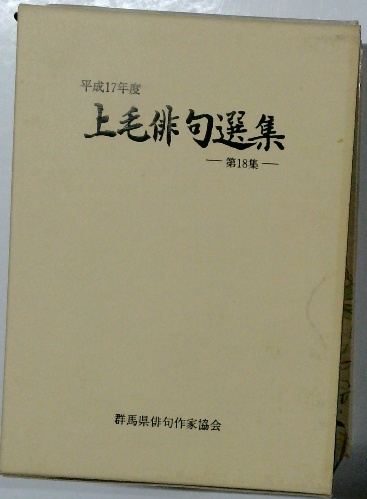 平成17年度
上毛俳句選集
― 第18集 ―
群馬県俳句作家協会